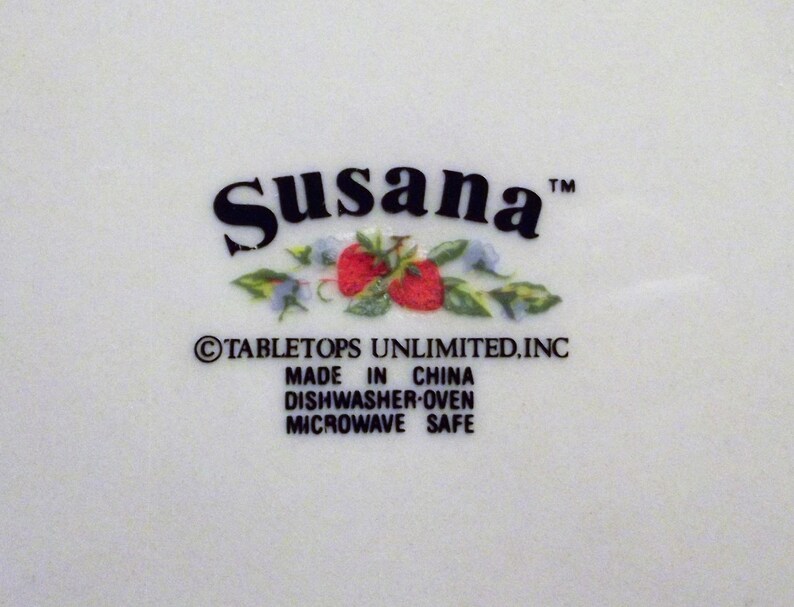 Susana™
©TABLETOPS UNLIMITED, INC
MADE IN CHINA
DISHWASHER·OVEN
MICROWAVE SAFE